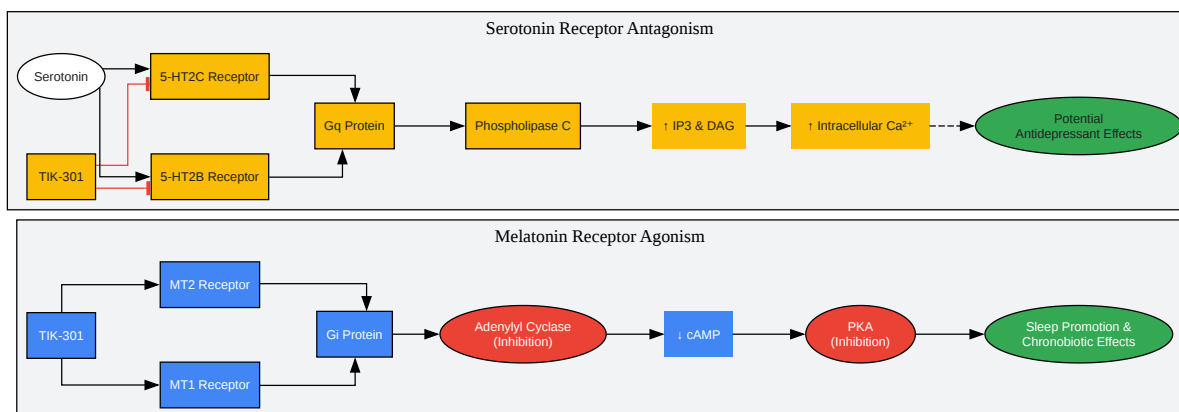 Serotonin Receptor Antagonism
Serotonin
5-HT2C Receptor
Gq Protein
Phospholipase C
↑ IP3 & DAG
↑ Intracellular Ca²⁺
Potential
Antidepressant Effects
TIK-301
5-HT2B Receptor
Melatonin Receptor Agonism
MT2 Receptor
TIK-301
Gi Protein
Adenylyl Cyclase
(Inhibition)
↓ cAMP
PKA
(Inhibition)
Sleep Promotion &
Chronobiotic Effects
MT1 Receptor